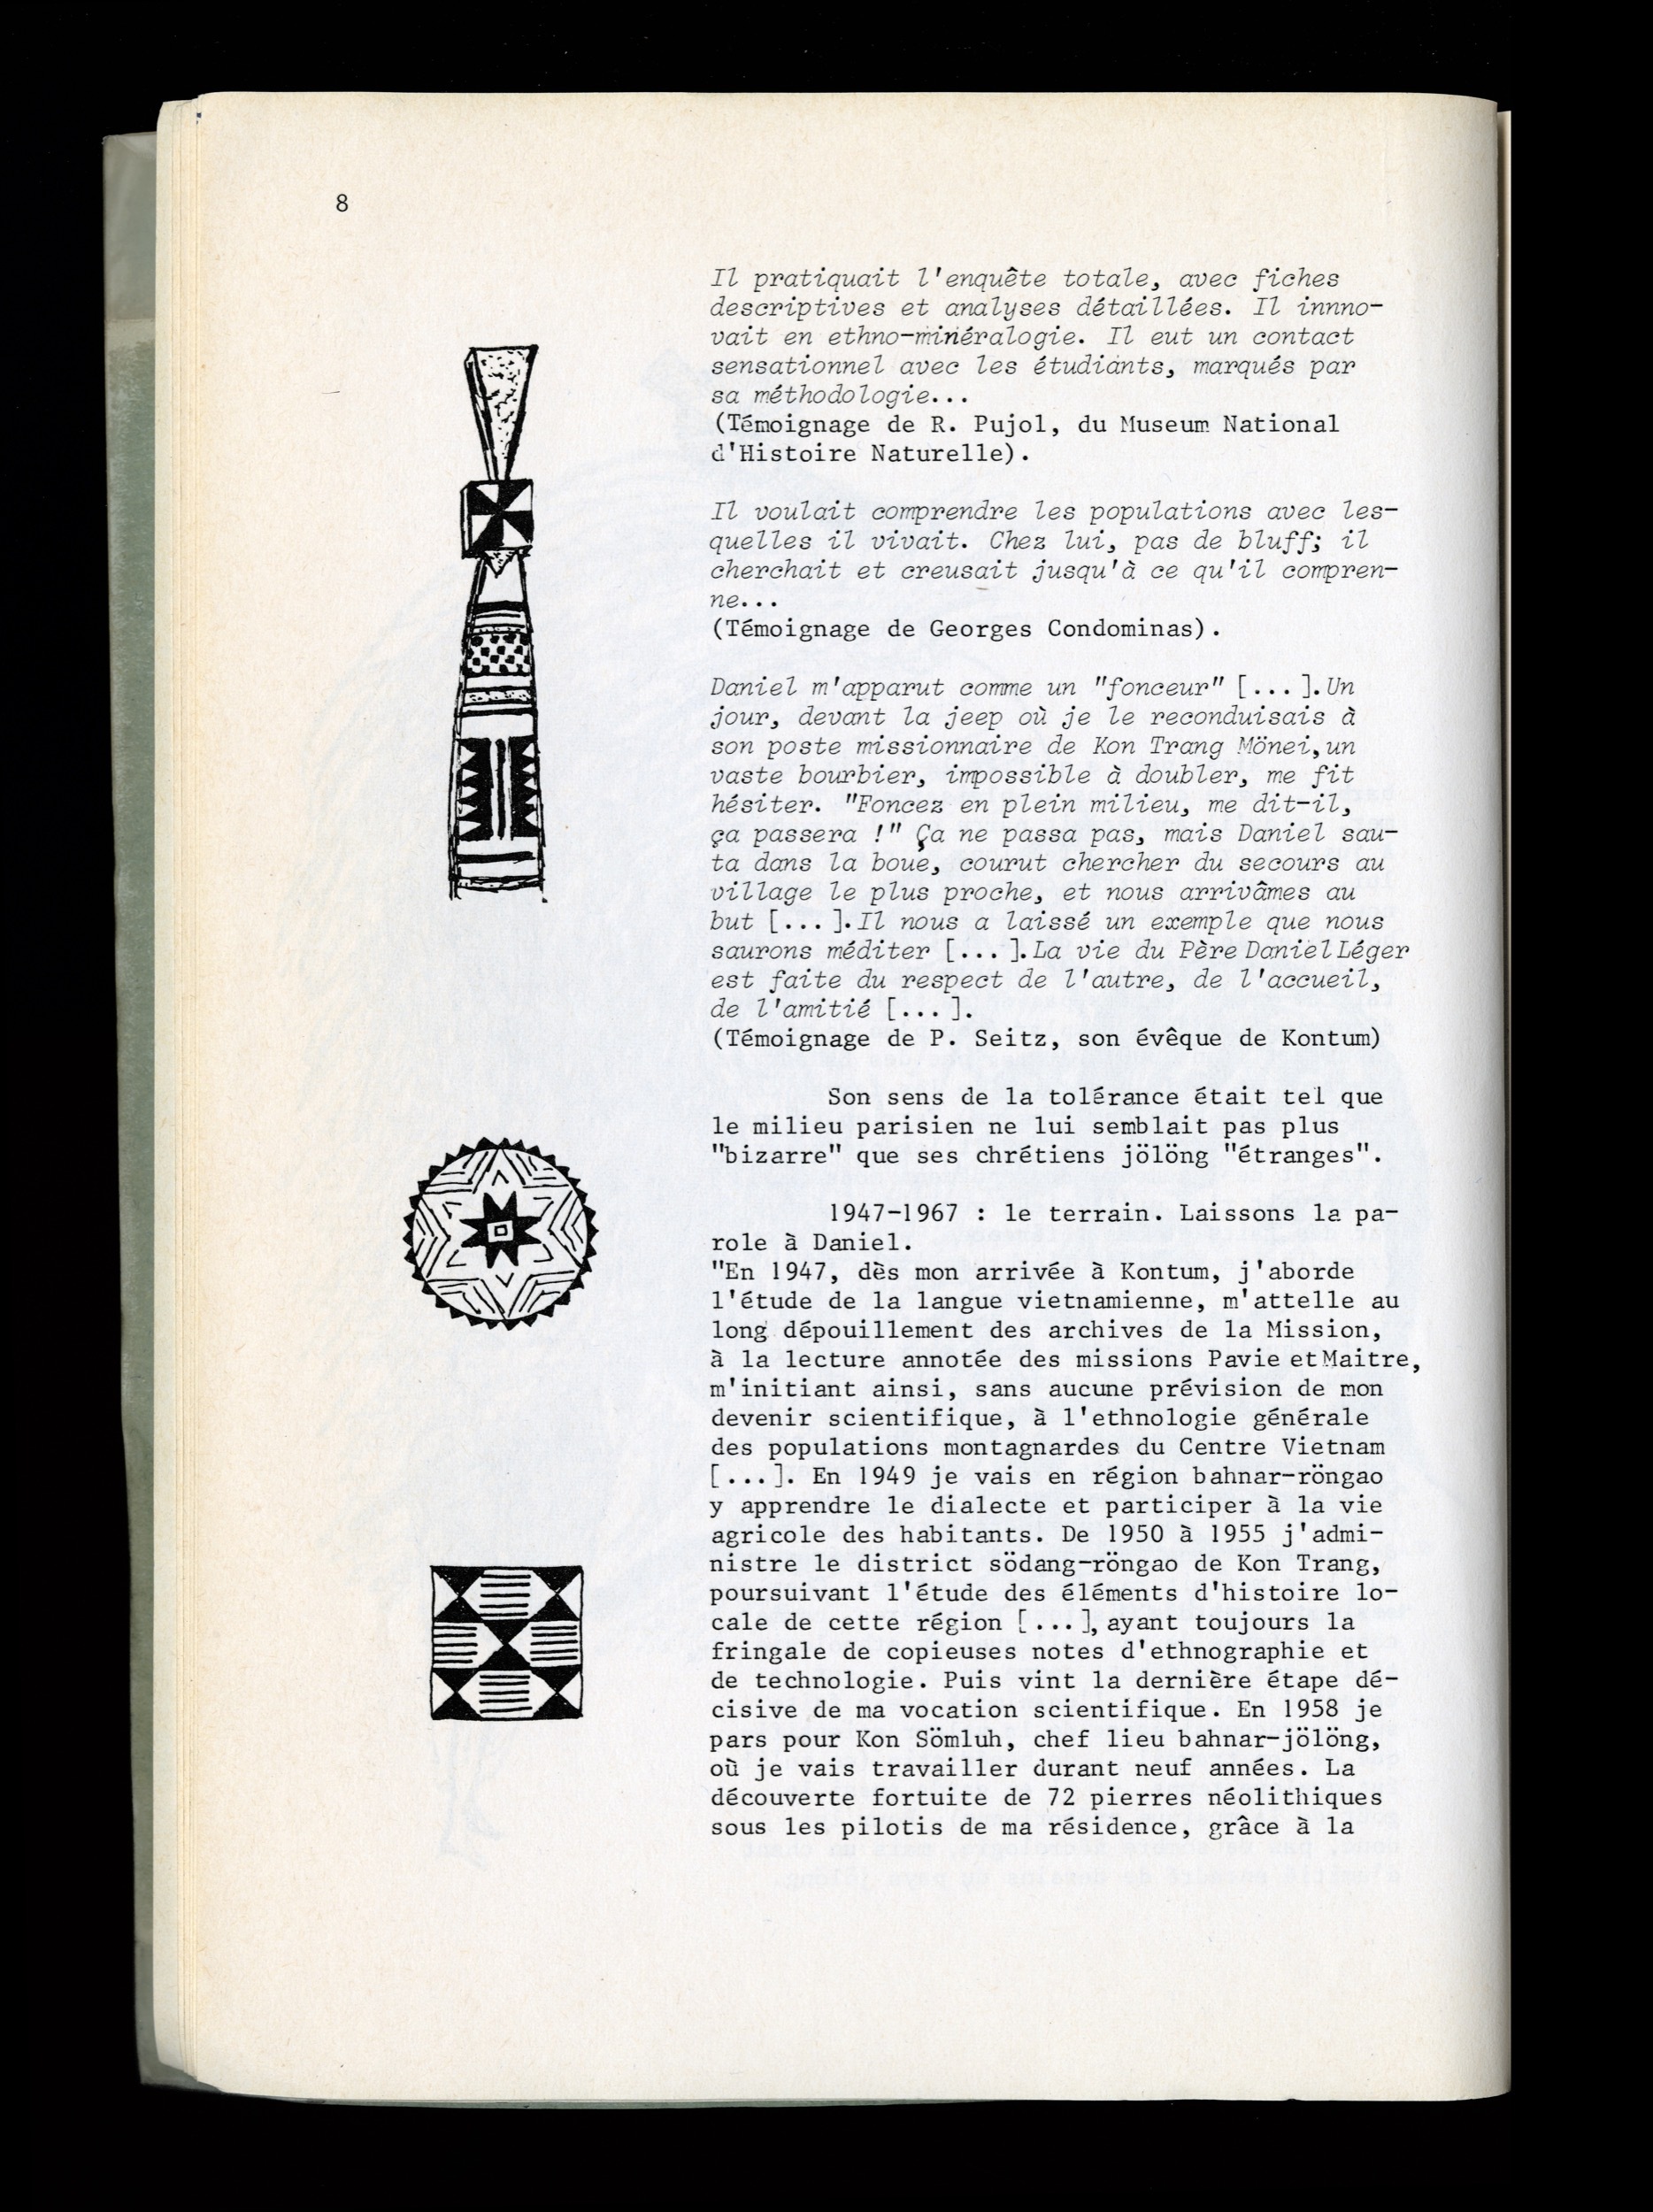 8
Il pratiquait l'enquête totale, avec fiches
descriptives et analyses détaillées. Il innno-
vait en ethno-minéralogie. Il eut un contact
sensationnel avec les étudiants, marqués par
sa méthodologie...
(Témoignage de R. Pujol, du Museum National
d'Histoire Naturelle).
Il voulait comprendre les populations avec les-
quelles il vivait. Chez lui, pas de bluff; il
cherchait et creusait jusqu'à ce qu'il compren-
ne...
(Témoignage de Georges Condominas).
Daniel m'apparut comme un "fonceur" [...].Un
jour, devant la jeep où je le reconduisais à
son poste missionnaire de Kon Trang Mönei,un
vaste bourbier, impossible à doubler, me fit
hésiter. "Foncez en plein milieu, me dit-il,
ça passera !" Ça ne passa pas, mais Daniel sau-
ta dans la boue, courut chercher du secours au
village le plus proche, et nous arrivâmes au
but [...].Il nous a laissé un exemple que nous
saurons méditer [...].La vie du Père Daniel Léger
est faite du respect de l'autre, de l'accueil,
de l'amitié [...].
(Témoignage de P. Seitz, son évêque de Kontum)
Son sens de la tolérance était tel que
le milieu parisien ne lui semblait pas plus
"bizarre" que ses chrétiens jölöng "étranges".
1947-1967 : le terrain. Laissons la pa-
role à Daniel.
"En 1947, dès mon arrivée à Kontum, j'aborde
l'étude de la langue vietnamienne, m'attelle au
long dépouillement des archives de la Mission,
à la lecture annotée des missions Pavie et Maitre,
m'initiant ainsi, sans aucune prévision de mon
devenir scientifique, à l'ethnologie générale
des populations montagnardes du Centre Vietnam
[...]. En 1949 je vais en région bahnar-röngao
y apprendre le dialecte et participer à la vie
agricole des habitants. De 1950 à 1955 j'admi-
nistre le district södang-röngao de Kon Trang,
poursuivant l'étude des éléments d'histoire lo-
cale de cette région [...], ayant toujours la
fringale de copieuses notes d'ethnographie et
de technologie. Puis vint la dernière étape dé-
cisive de ma vocation scientifique. En 1958 je
pars pour Kon Sömluh, chef lieu bahnar-jölöng,
où je vais travailler durant neuf années. La
découverte fortuite de 72 pierres néolithiques
sous les pilotis de ma résidence, grâce à la